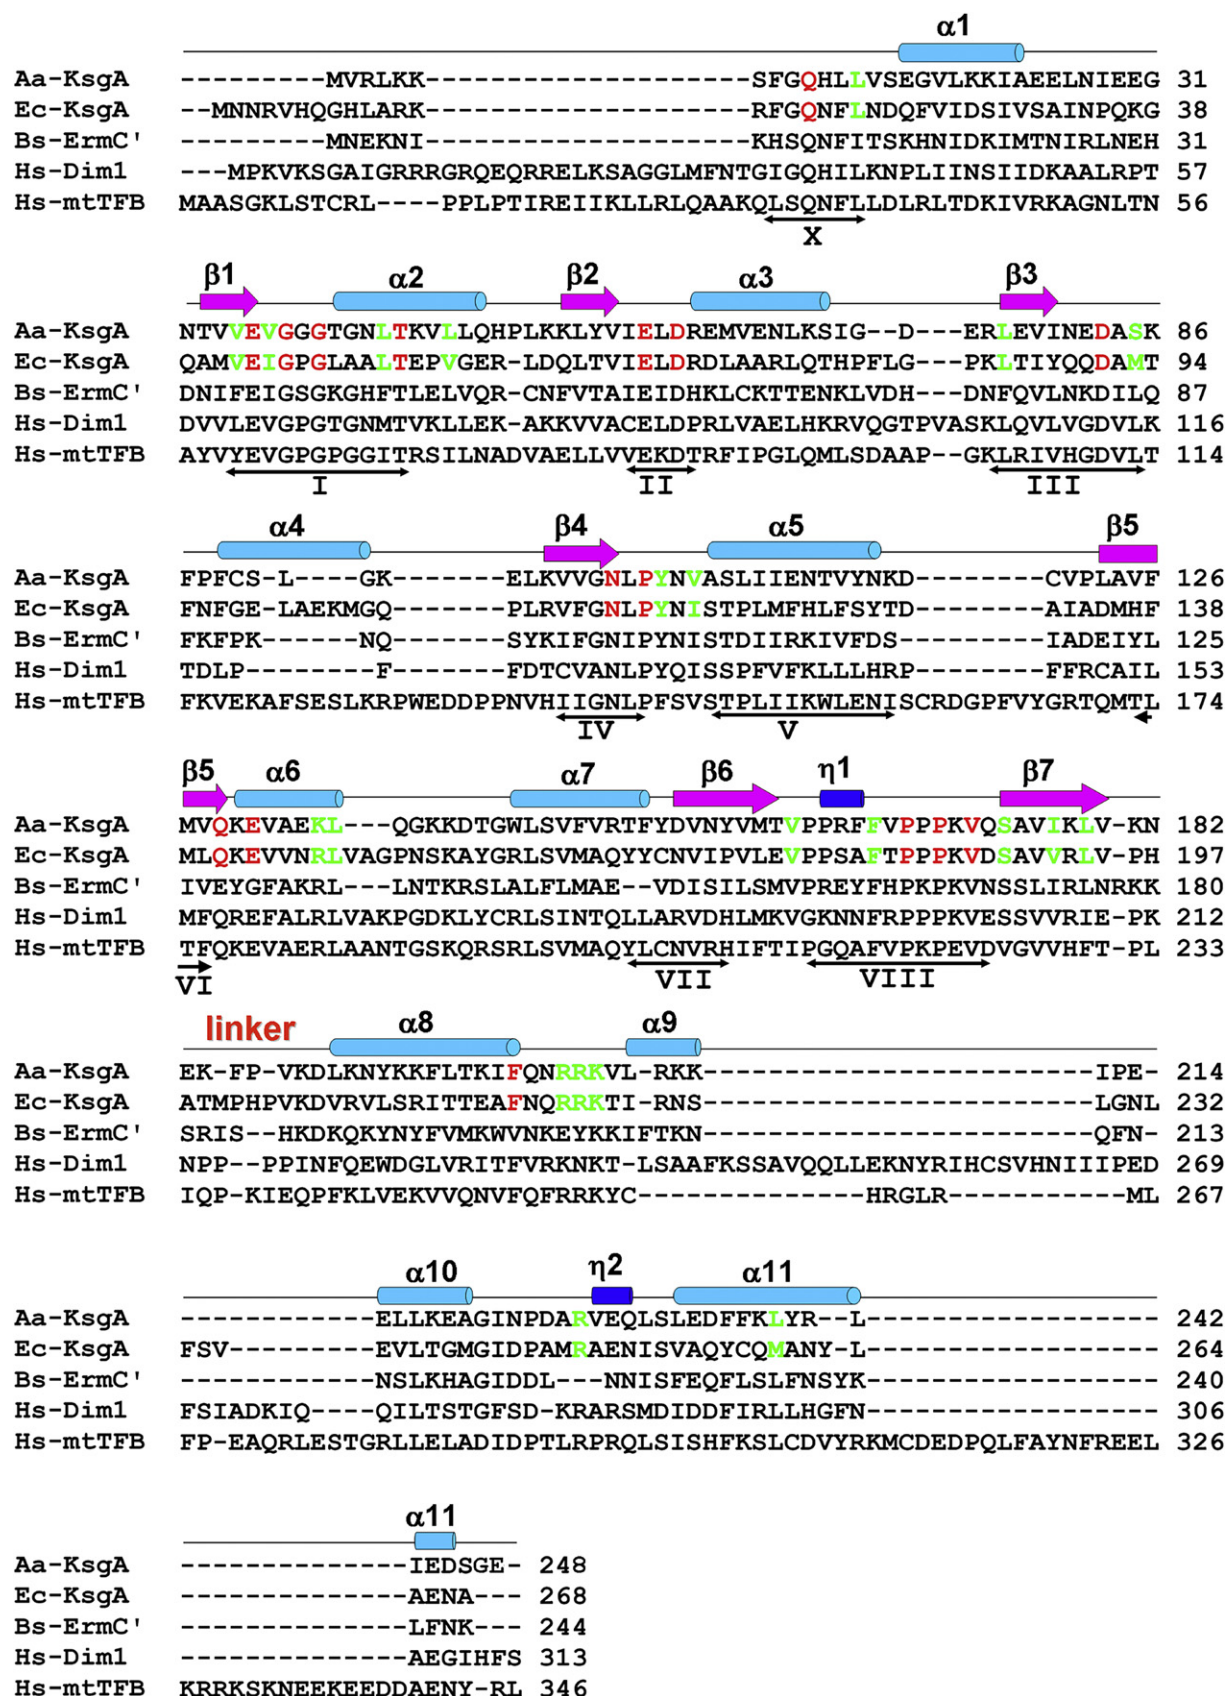 α1
Aa-KsgA ---------MVRLKK--------------------SFGQHLLVSEGVLKKIAEELNIEEG 31
Ec-KsgA --MNNRVHQGHLARK--------------------RFGQNFLNDQFVIDSIVSAINPQKG 38
Bs-ErmC' ---------MNEKNI--------------------KHSQNFITSKHNIDKIMTNIRLNEH 31
Hs-Dim1 ---MPKVKSGAIGRRRGRQEQRRELKSAGGLMFNTGIGQHILKNPLIINSIIDKAALRPT 57
Hs-mtTFB MAASGKLSTCRL----PPLPTIREIIKLLRLQAAKQLSQNFLLDLRLTDKIVRKAGNLTN 56
X
β1 α2 β2 α3 β3
Aa-KsgA NTVVEVGGGTGNLTKVLLQHPLKKLYVIELDREMVENLKSIG--D---ERLEVINEDASK 86
Ec-KsgA QAMVEIGPGLAALTEPVGER-LDQLTVIELDRDLAARLQTHPFLG---PKLTIYQQDAMT 94
Bs-ErmC' DNIFEIGSGKGHFTLELVQR-CNFVTAIEIDHKLCKTTENKLVDH---DNFQVLNKDILQ 87
Hs-Dim1 DVVLEVGPGTGNMTVKLLEK-AKKVVACELDPRLVAELHKRVQGTPVASKLQVLVGDVLK 116
Hs-mtTFB AYVYEVGPGPGGITRSILNADVAELLVVEKDTRFIPGLQMLSDAAP--GKLRIVHGDVLT 114
I II III
α4 β4 α5 β5
Aa-KsgA FPFCS-L----GK--------ELKVVGNLPYNVASLIIENTVYNKD--------CVPLAVF 126
Ec-KsgA FNFGE-LAEKMGQ--------PLRVFGNLPYNISTPLMFHLFSYTD--------AIADMHF 138
Bs-ErmC' FKFPK------NQ--------SYKIFGNIPYNISTDIIRKIVFDS---------IADEIYL 125
Hs-Dim1 TDLP--------F--------FDTCVANLPYQISSPFVFKLLLHRP--------FFRCAIL 153
Hs-mtTFB FKVEKAFSESLKRPWEDDPPNVHIIGNLPFSVSTPLIIKWLENISCRDGPFVYGRTQMTL 174
IV V
β5 α6 α7 β6 η1 β7
Aa-KsgA MVQKEVAEKL---QGKKDTGWLSVFVRTFYDVNYVMTVPPRFFVPPPKVQSAVIKLV-KN 182
Ec-KsgA MLQKEVVNRLVAGPNSKAYGRLSVMAQYYCNVIPVLEVPPSAFTPPPKVDSAVVRLV-PH 197
Bs-ErmC' IVEYGFAKRL---LNTKRSLALFLMAE--VDISILSMVPREYFHPKPKVNSSLIRLNRKK 180
Hs-Dim1 MFQREFALRLVAKPGDKLYCRLSINTQLLARVDHLMKVGKNNFRPPPKVESSVVRIE-PK 212
Hs-mtTFB TFQKEVAERLAANTGSKQRSRLSVMAQYLCNVRHIFTIPGQAFVPKPEVDVGVVHFT-PL 233
VI VII VIII
linker α8 α9
Aa-KsgA EK-FP-VKDLKNYKKFLTKIFQNRRKVL-RKK------------------------IPE- 214
Ec-KsgA ATMPHPVKDVRVLSRITTEAFNQRRKTI-RNS------------------------LGNL 232
Bs-ErmC' SRIS--HKDKQKYNYFVMKWVNKEYKKIFTKN------------------------QFN- 213
Hs-Dim1 NPP--PPINFQEWDGLVRITFVRKNKT-LSAAFKSSAVQQLLEKNYRIHCSVHNIIIPED 269
Hs-mtTFB IQP-KIEQPFKLVEKVVQNVFQFRRKYC--------------HRGLR-----------ML 267
α10 η2 α11
Aa-KsgA ------------ELLKEAGINPDARVEQLSLEDFFKLYR--L------------------ 242
Ec-KsgA FSV---------EVLTGMGIDPAMRAENISVAQYCQMANY-L------------------ 264
Bs-ErmC' ------------NSLKHAGIDDL---NNISFEQFLSLFNSYK------------------ 240
Hs-Dim1 FSIADKIQ----QILTSTGFSD-KRARSMDIDDFIRLLHGFN------------------ 306
Hs-mtTFB FP-EAQRLESTGRLLELADIDPTLRPRQLSISHFKSLCDVYRKMCDEDPQLFAYNFREEL 326
α11
Aa-KsgA --------------IEDSGE- 248
Ec-KsgA --------------AENA--- 268
Bs-ErmC' --------------LFNK--- 244
Hs-Dim1 --------------AEGIHFS 313
Hs-mtTFB KRRKSKNEEKEEDDAENY-RL 346